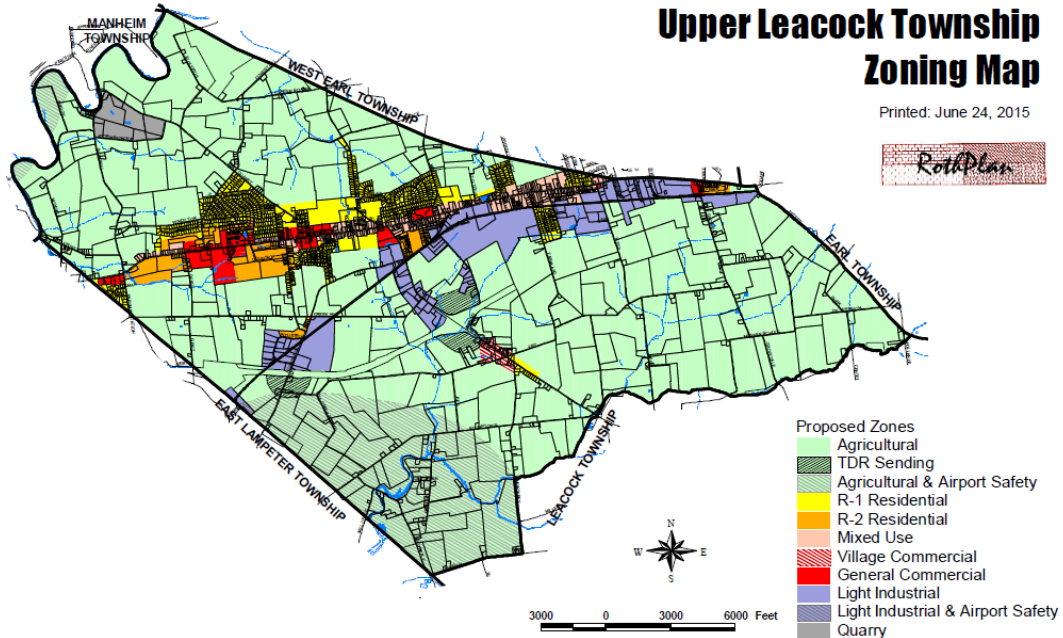 Upper Leacock Township
Zoning Map
Printed: June 24, 2015
RothPlan
MANHEIM
TOWNSHIP
WEST EARL TOWNSHIP
EARL TOWNSHIP
EAST LAMPETER TOWNSHIP
LEACOCK TOWNSHIP
Proposed Zones
Agricultural
TDR Sending
Agricultural & Airport Safety
R-1 Residential
R-2 Residential
Mixed Use
Village Commercial
General Commercial
Light Industrial
Light Industrial & Airport Safety
Quarry
N
W E
S
3000 0 3000 6000 Feet